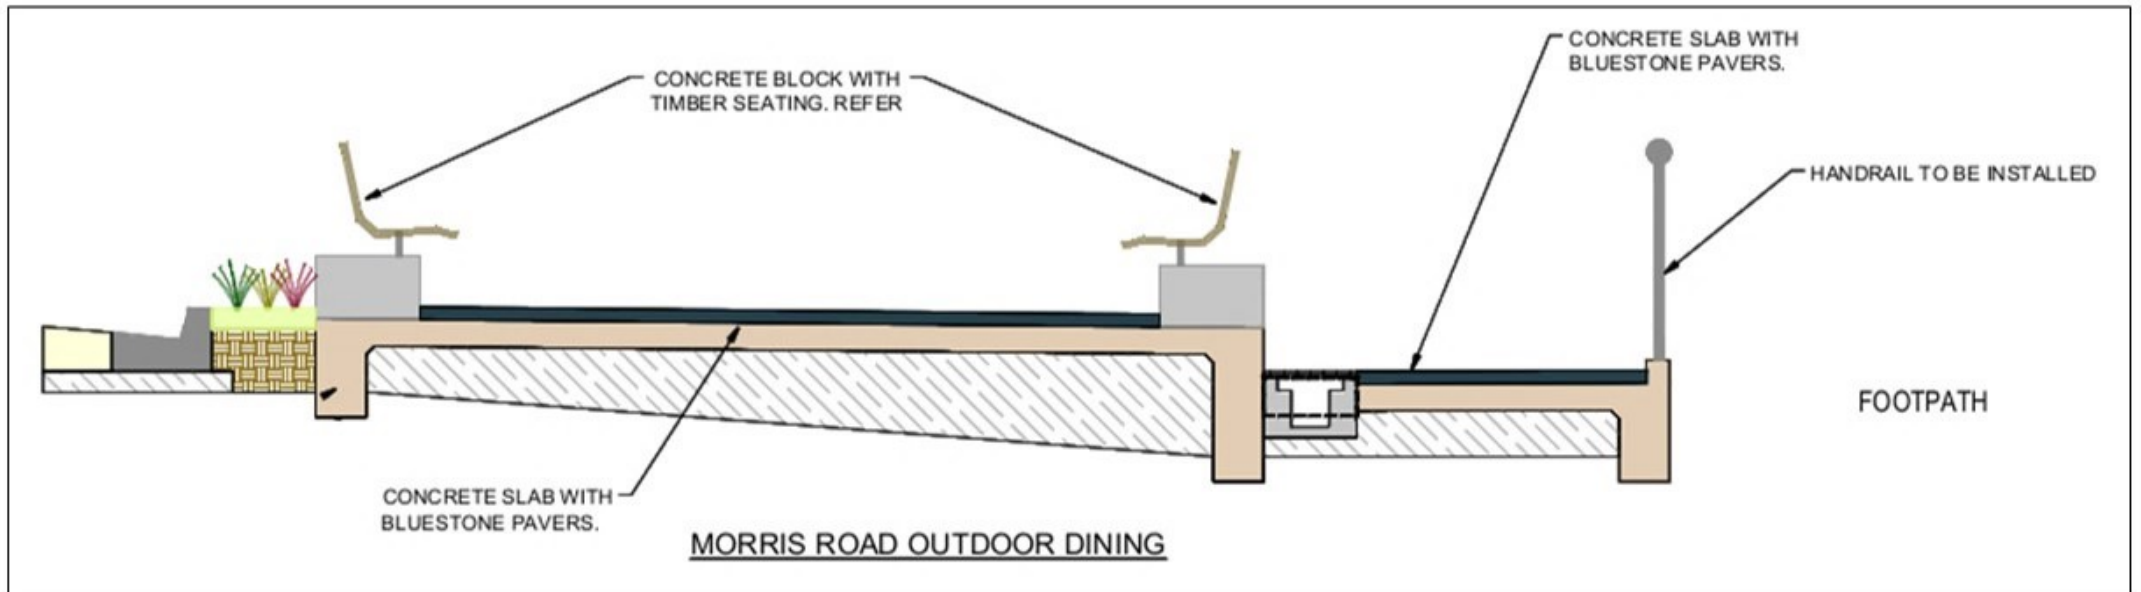 CONCRETE BLOCK WITH
TIMBER SEATING. REFER
CONCRETE SLAB WITH
BLUESTONE PAVERS.
HANDRAIL TO BE INSTALLED
FOOTPATH
CONCRETE SLAB WITH
BLUESTONE PAVERS.
MORRIS ROAD OUTDOOR DINING